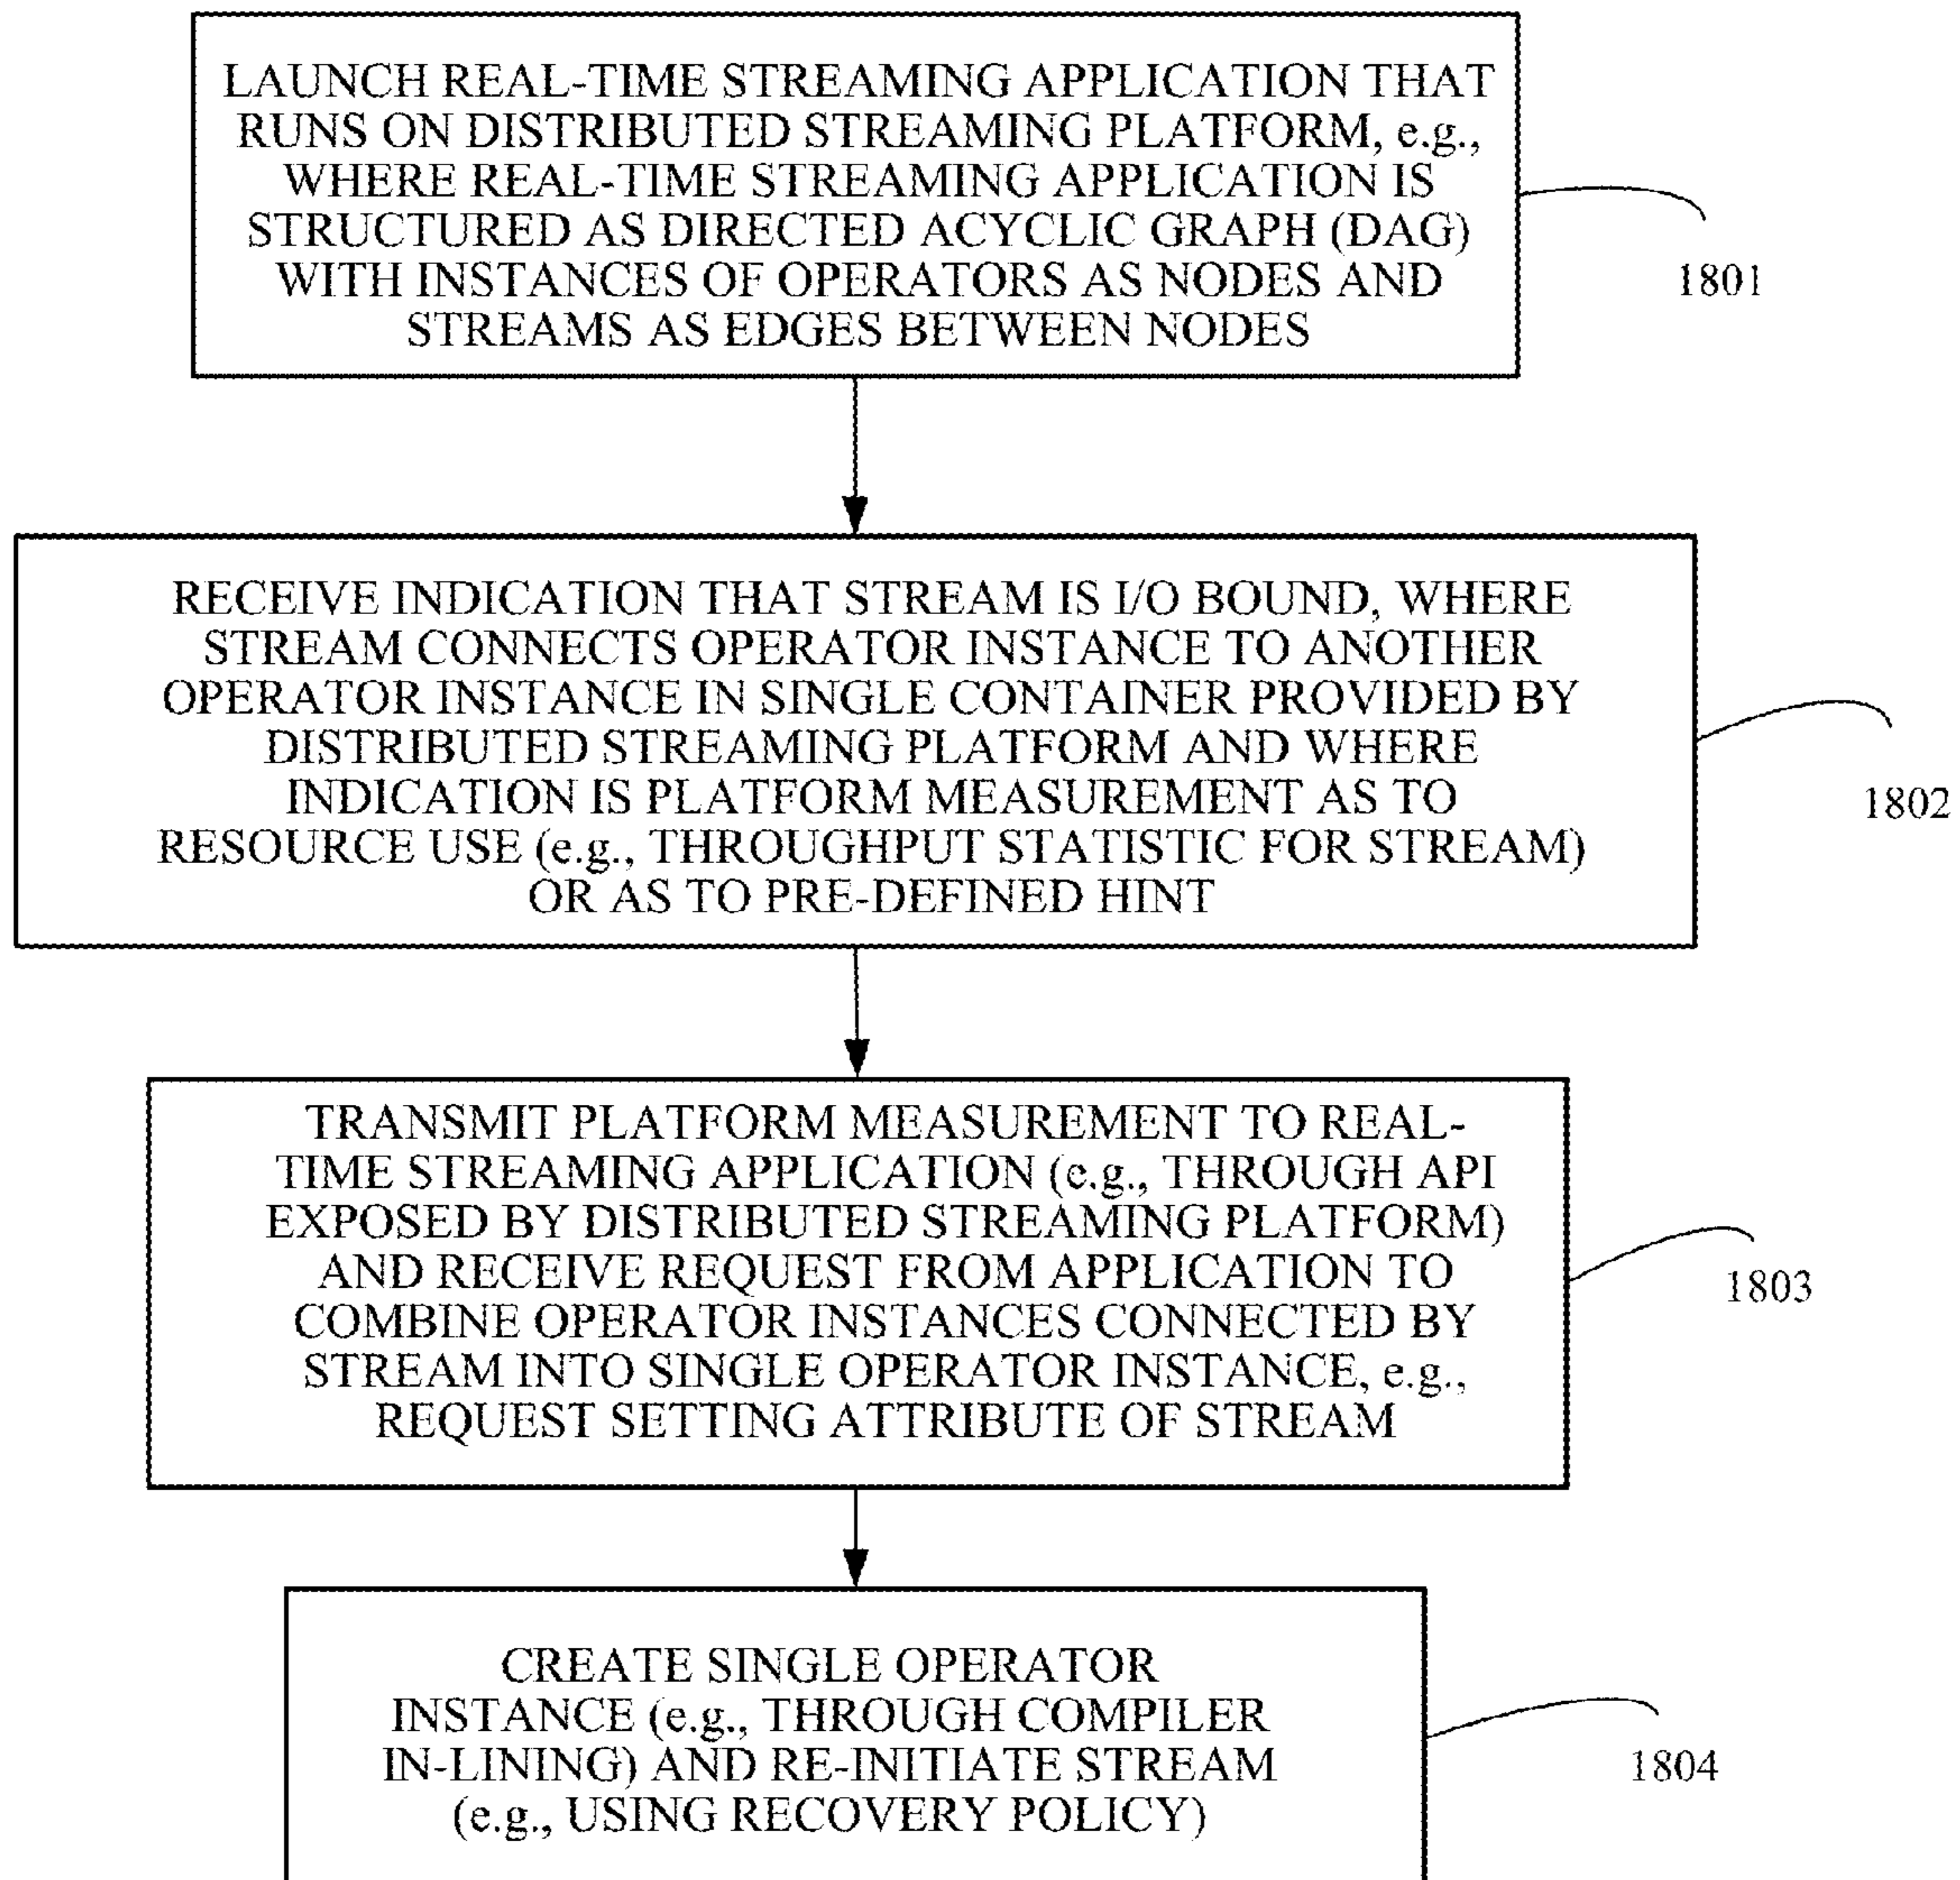 LAUNCH REAL-TIME STREAMING APPLICATION THAT
RUNS ON DISTRIBUTED STREAMING PLATFORM, e.g.,
WHERE REAL-TIME STREAMING APPLICATION IS
STRUCTURED AS DIRECTED ACYCLIC GRAPH (DAG)
WITH INSTANCES OF OPERATORS AS NODES AND
STREAMS AS EDGES BETWEEN NODES
1801
RECEIVE INDICATION THAT STREAM IS I/O BOUND, WHERE
STREAM CONNECTS OPERATOR INSTANCE TO ANOTHER
OPERATOR INSTANCE IN SINGLE CONTAINER PROVIDED BY
DISTRIBUTED STREAMING PLATFORM AND WHERE
INDICATION IS PLATFORM MEASUREMENT AS TO
RESOURCE USE (e.g., THROUGHPUT STATISTIC FOR STREAM)
OR AS TO PRE-DEFINED HINT
1802
TRANSMIT PLATFORM MEASUREMENT TO REAL-
TIME STREAMING APPLICATION (e.g., THROUGH API
EXPOSED BY DISTRIBUTED STREAMING PLATFORM)
AND RECEIVE REQUEST FROM APPLICATION TO
COMBINE OPERATOR INSTANCES CONNECTED BY
STREAM INTO SINGLE OPERATOR INSTANCE, e.g.,
REQUEST SETTING ATTRIBUTE OF STREAM
1803
CREATE SINGLE OPERATOR
INSTANCE (e.g., THROUGH COMPILER
IN-LINING) AND RE-INITIATE STREAM
(e.g., USING RECOVERY POLICY)
1804